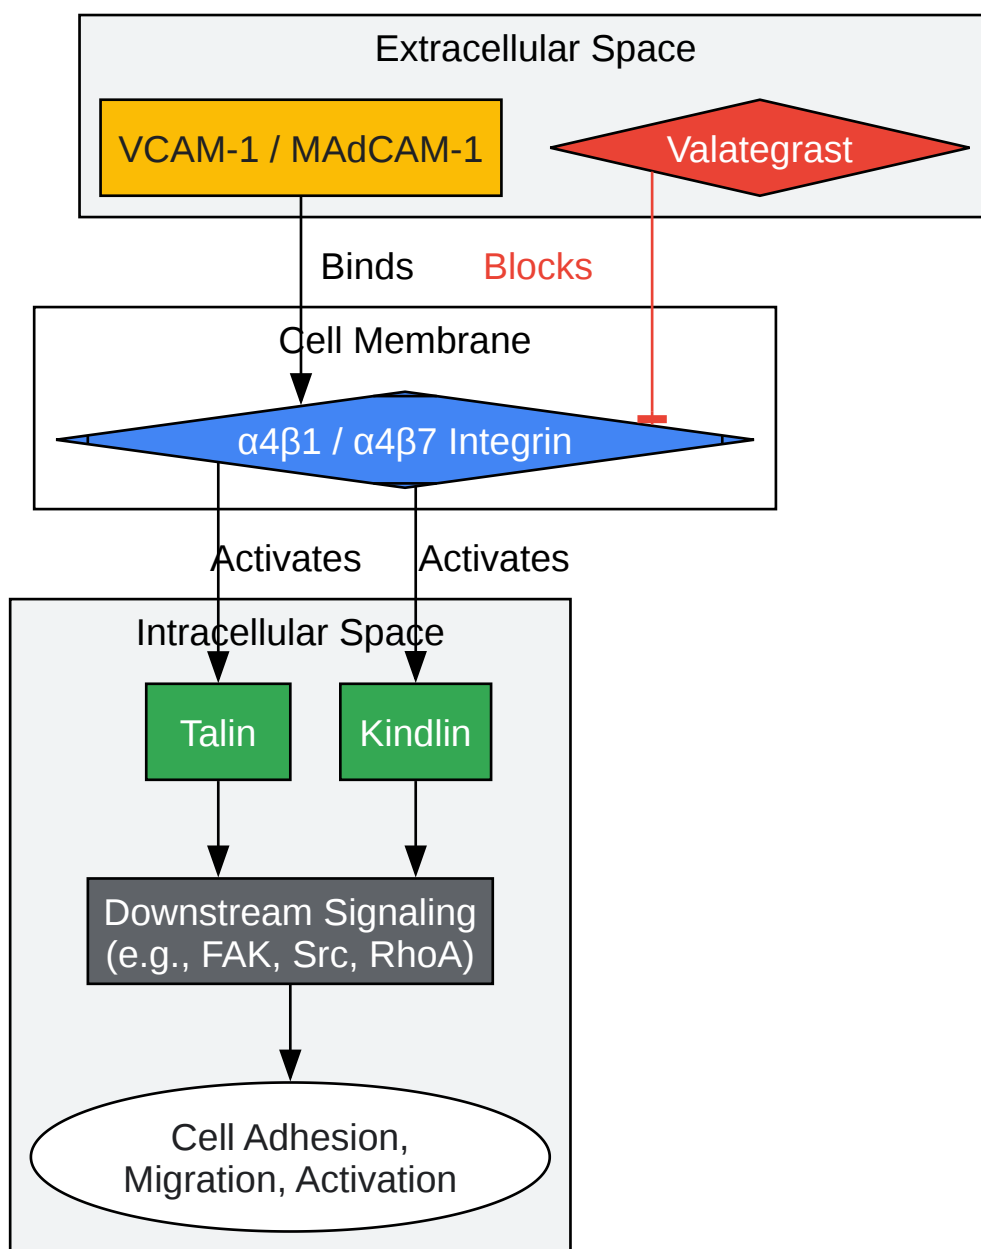 Extracellular Space
VCAM-1 / MAdCAM-1
Valategrast
Binds
Blocks
Cell Membrane
α4β1 / α4β7 Integrin
Activates
Activates
Intracellular Space
Talin
Kindlin
Downstream Signaling
(e.g., FAK, Src, RhoA)
Cell Adhesion,
Migration, Activation